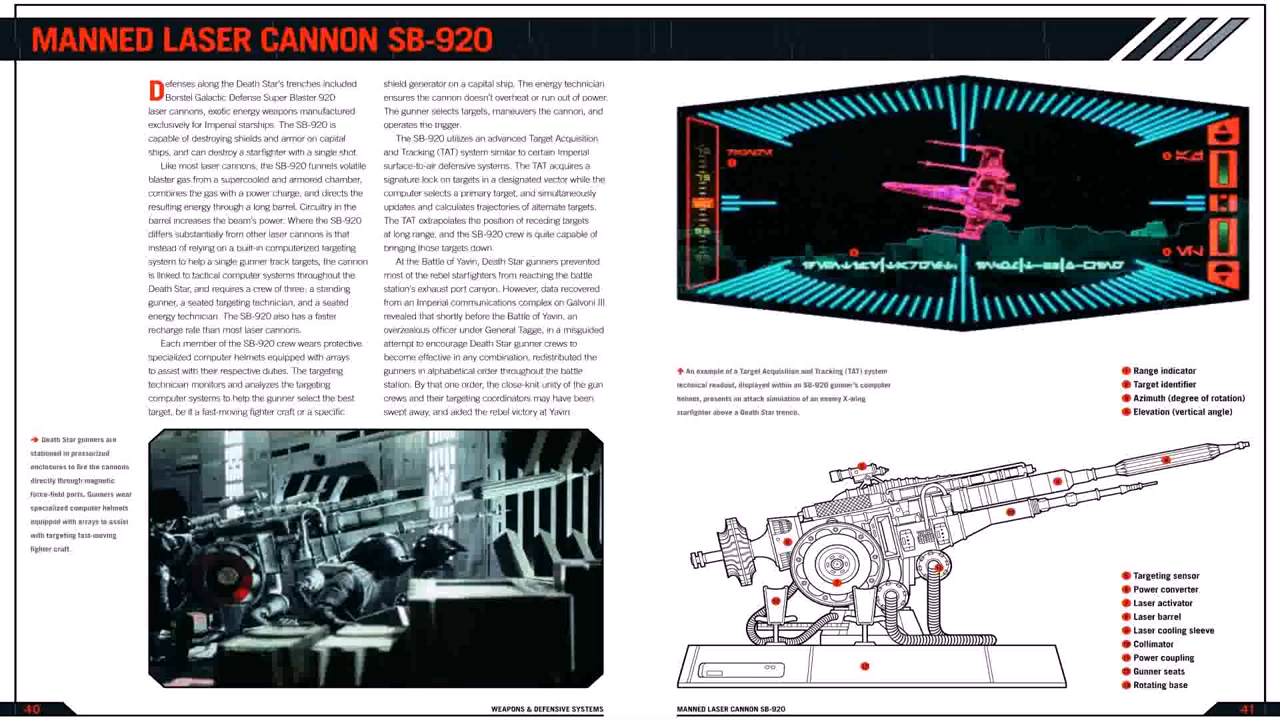 MANNED LASER CANNON SB-920
Defenses along the Death Star's trenches included
Borstel Galactic Defense Super Blaster 920
laser cannons, exotic energy weapons manufactured
exclusively for Imperial starships. The SB-920 is
capable of destroying shields and armor on capital
ships, and can destroy a starfighter with a single shot.
Like most laser cannons, the SB-920 funnels volatile
blaster gas from a supercooled and armored chamber,
combines the gas with a power charge, and directs the
resulting energy through a long barrel. Circuitry in the
barrel increases the beam's power. Where the SB-920
differs substantially from other laser cannons is that
instead of relying on a built-in computerized targeting
system to help a single gunner track targets, the cannon
is linked to tactical computer systems throughout the
Death Star, and requires a crew of three: a standing
gunner, a seated targeting technician, and a seated
energy technician. The SB-920 also has a faster
recharge rate than most laser cannons.
Each member of the SB-920 crew wears protective,
specialized computer helmets equipped with arrays
to assist with their respective duties. The targeting
technician monitors and analyzes the targeting
computer systems to help the gunner select the best
target, be it a fast-moving fighter craft or a specific
shield generator on a capital ship. The energy technician
ensures the cannon doesn't overheat or run out of power.
The gunner selects targets, maneuvers the cannon, and
operates the trigger.
The SB-920 utilizes an advanced Target Acquisition
and Tracking (TAT) system similar to certain Imperial
surface-to-air defensive systems. The TAT acquires a
signature lock on targets in a designated vector while the
computer selects a primary target, and simultaneously
updates and calculates trajectories of alternate targets.
The TAT extrapolates the position of receding targets
at long range, and the SB-920 crew is quite capable of
bringing those targets down.
At the Battle of Yavin, Death Star gunners prevented
most of the rebel starfighters from reaching the battle
station's exhaust port canyon. However, data recovered
from an Imperial communications complex on Galvoni III
revealed that shortly before the Battle of Yavin, an
overzealous officer under General Tagge, in a misguided
attempt to encourage Death Star gunner crews to
become effective in any combination, redistributed the
gunners in alphabetical order throughout the battle
station. By that one order, the close-knit unity of the gun
crews and their targeting coordinators may have been
swept away, and aided the rebel victory at Yavin.
Death Star gunners are
stationed in pressurized
enclosures to fire the cannons
directly through magnetic
force-field ports. Gunners wear
specialized computer helmets
equipped with arrays to assist
with targeting fast-moving
fighter craft.
An example of a Target Acquisition and Tracking (TAT) system
technical readout, displayed within an SB-920 gunner's computer
helmet, presents an attack simulation of an enemy X-wing
starfighter above a Death Star trench.
1 Range indicator
2 Target identifier
3 Azimuth (degree of rotation)
4 Elevation (vertical angle)
5 Targeting sensor
6 Power converter
7 Laser activator
8 Laser barrel
9 Laser cooling sleeve
10 Collimator
11 Power coupling
12 Gunner seats
13 Rotating base
40
WEAPONS & DEFENSIVE SYSTEMS
MANNED LASER CANNON SB-920
41